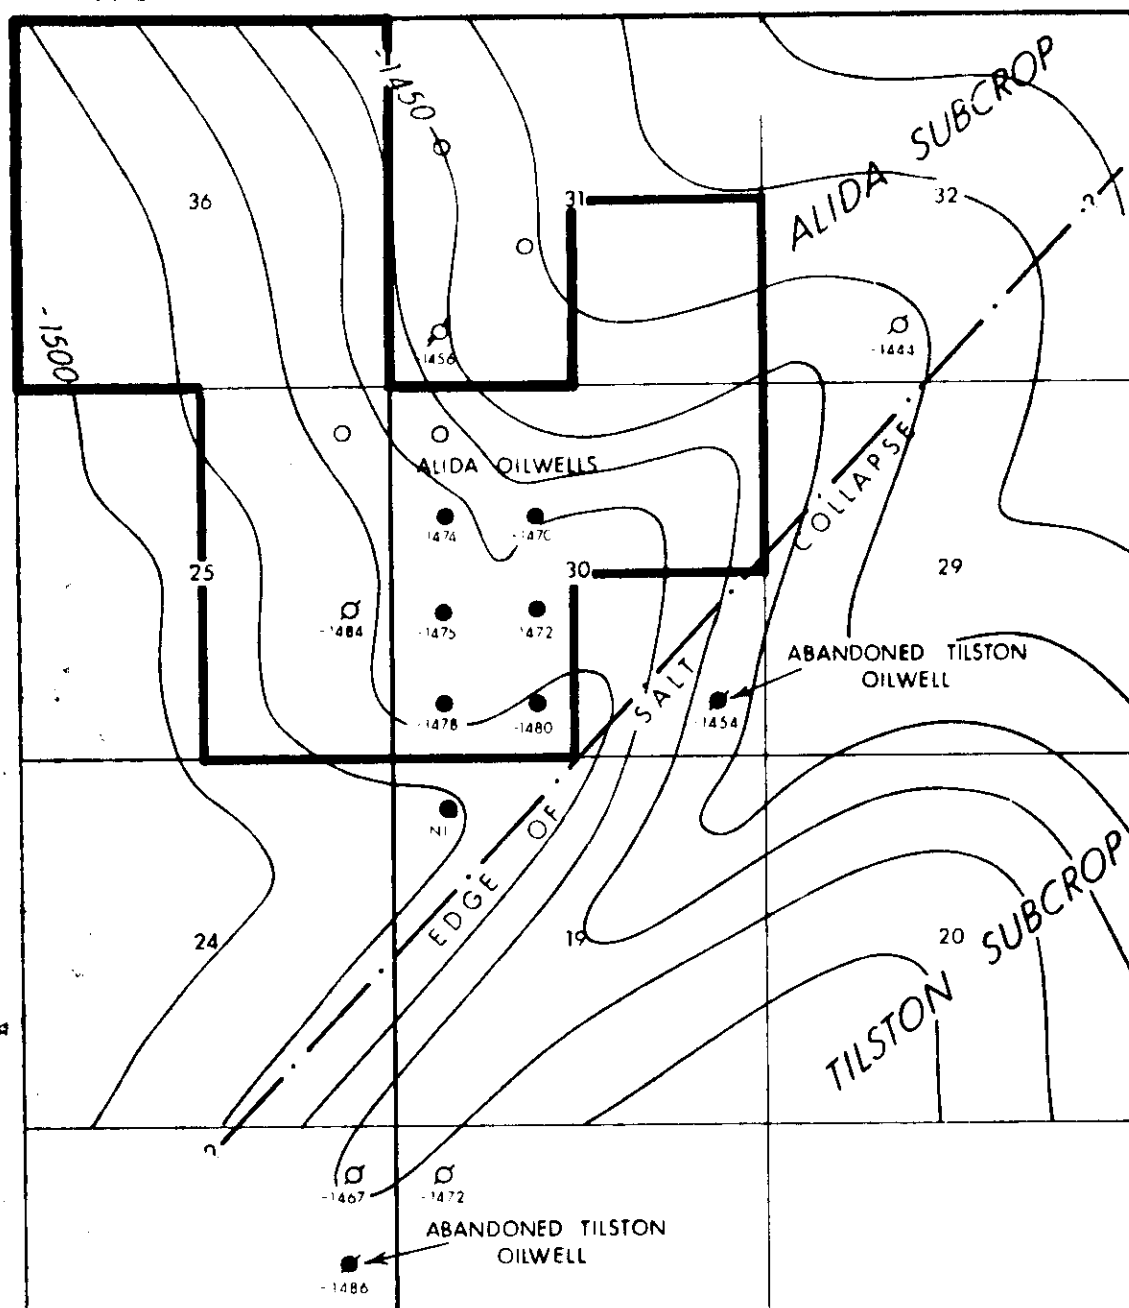 -1450
ALIDA SUBCROP
36
31
32
-?-
-1500
-1456
-1444
ALIDA OILWELLS
-1474
-1470
25
30
29
-1484
-1475
-1472
ABANDONED TILSTON
OILWELL
-1478
-1480
-1454
N1
EDGE OF SALT COLLAPSE
24
19
20
TILSTON SUBCROP
?
-1467
-1472
ABANDONED TILSTON
OILWELL
-1486